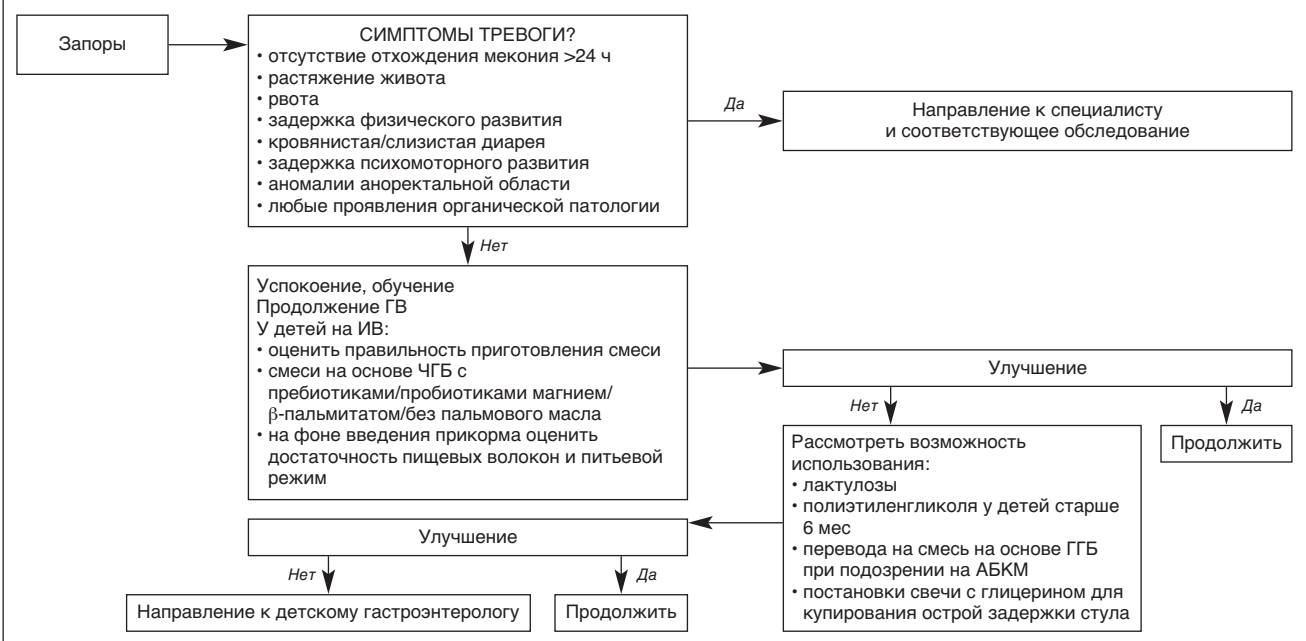 Запоры
СИМПТОМЫ ТРЕВОГИ?
• отсутствие отхождения мекония >24 ч
• растяжение живота
• рвота
• задержка физического развития
• кровянистая/слизистая диарея
• задержка психомоторного развития
• аномалии аноректальной области
• любые проявления органической патологии
Да
Направление к специалисту
и соответствующее обследование
Нет
Успокоение, обучение
Продолжение ГВ
У детей на ИВ:
• оценить правильность приготовления смеси
• смеси на основе ЧГБ с
пребиотиками/пробиотиками магнием/
β-пальмитатом/без пальмового масла
• на фоне введения прикорма оценить
достаточность пищевых волокон и питьевой
режим
Улучшение
Нет
Да
Рассмотреть возможность
использования:
• лактулозы
• полиэтиленгликоля у детей старше
6 мес
• перевода на смесь на основе ГГБ
при подозрении на АБКМ
• постановки свечи с глицерином для
купирования острой задержки стула
Продолжить
Улучшение
Нет
Да
Направление к детскому гастроэнтерологу
Продолжить